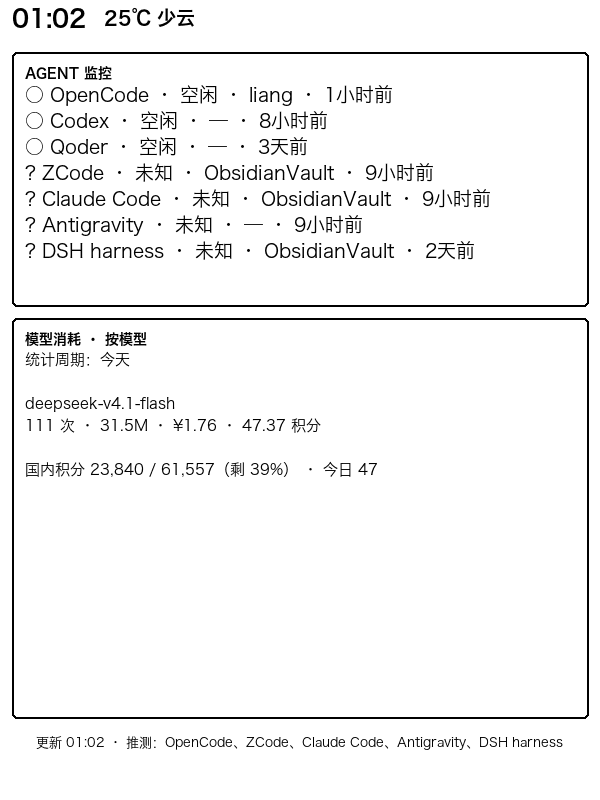 01:02 25℃ 少云
AGENT 监控
○ OpenCode · 空闲 · liang · 1小时前
○ Codex · 空闲 · — · 8小时前
○ Qoder · 空闲 · — · 3天前
? ZCode · 未知 · ObsidianVault · 9小时前
? Claude Code · 未知 · ObsidianVault · 9小时前
? Antigravity · 未知 · — · 9小时前
? DSH harness · 未知 · ObsidianVault · 2天前
模型消耗 · 按模型
统计周期：今天
deepseek-v4.1-flash
111 次 · 31.5M · ¥1.76 · 47.37 积分
国内积分 23,840 / 61,557（剩 39%） · 今日 47
更新 01:02 · 推测：OpenCode、ZCode、Claude Code、Antigravity、DSH harness